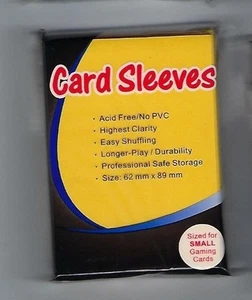 Card Sleeves
· Acid Free/No PVC
· Highest Clarity
· Easy Shuffling
· Longer-Play / Durability
· Professional Safe Storage
· Size: 62 mm x 89 mm
Sized for
SMALL
Gaming
Cards